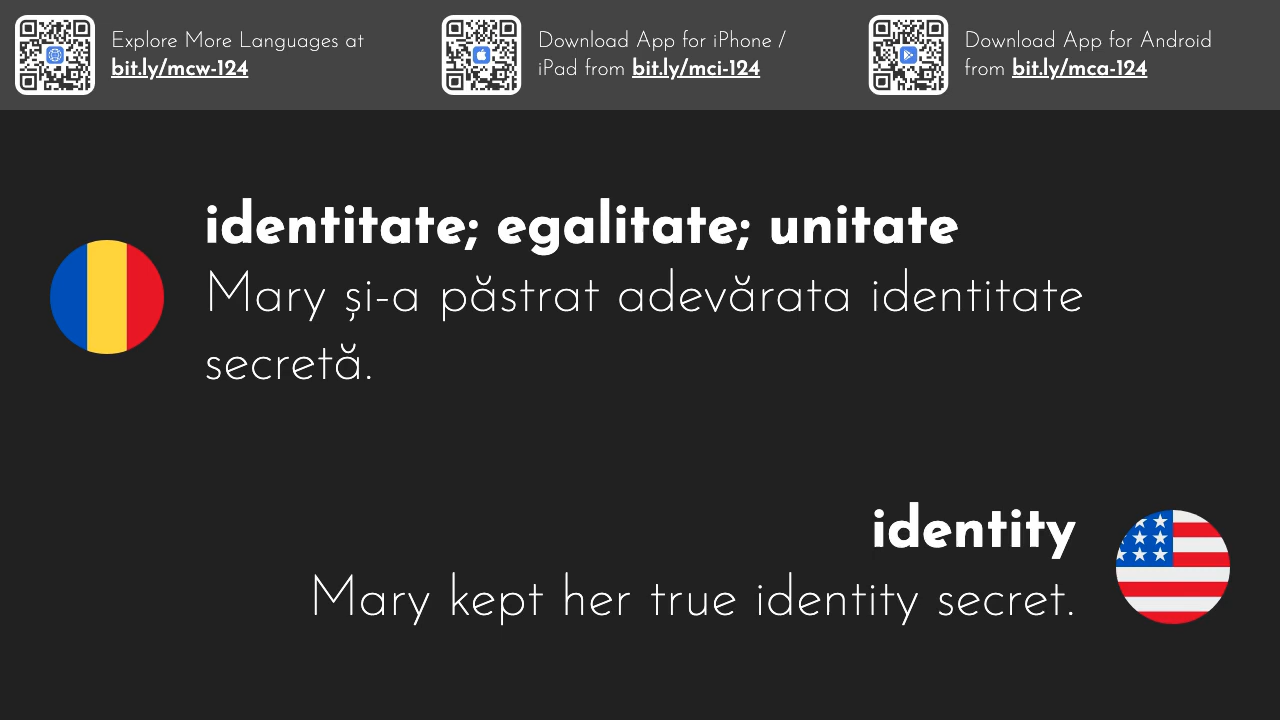 Explore More Languages at
bit.ly/mcw-124
Download App for iPhone /
iPad from bit.ly/mci-124
Download App for Android
from bit.ly/mca-124
identitate; egalitate; unitate
Mary și-a păstrat adevărata identitate
secretă.
identity
Mary kept her true identity secret.